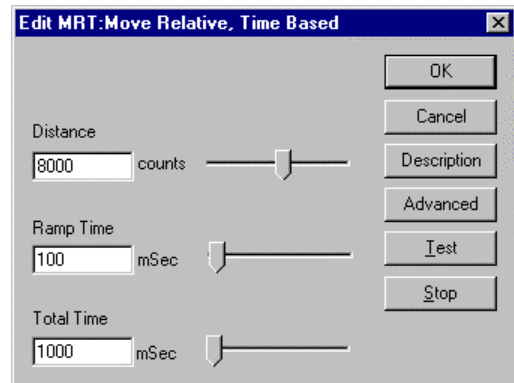 Edit MRT:Move Relative, Time Based
OK
Cancel
Distance
8000 counts
Description
Advanced
Ramp Time
100 mSec
Test
Stop
Total Time
1000 mSec